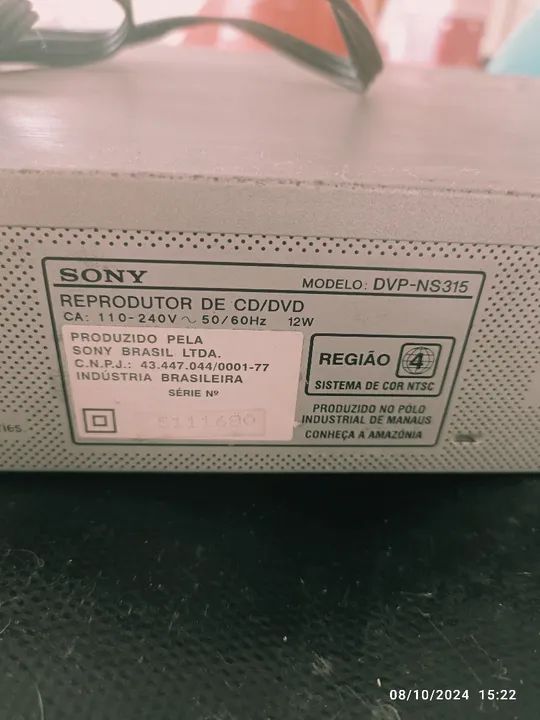 SONY
MODELO: DVP-NS315
REPRODUTOR DE CD/DVD
CA: 110-240V ~ 50/60Hz 12W
PRODUZIDO PELA
SONY BRASIL LTDA.
C.N.P.J.: 43.447.044/0001-77
INDÚSTRIA BRASILEIRA
SÉRIE Nº
REGIÃO 4
SISTEMA DE COR NTSC
PRODUZIDO NO PÓLO
INDUSTRIAL DE MANAUS
CONHEÇA A AMAZÔNIA
08/10/2024 15:22